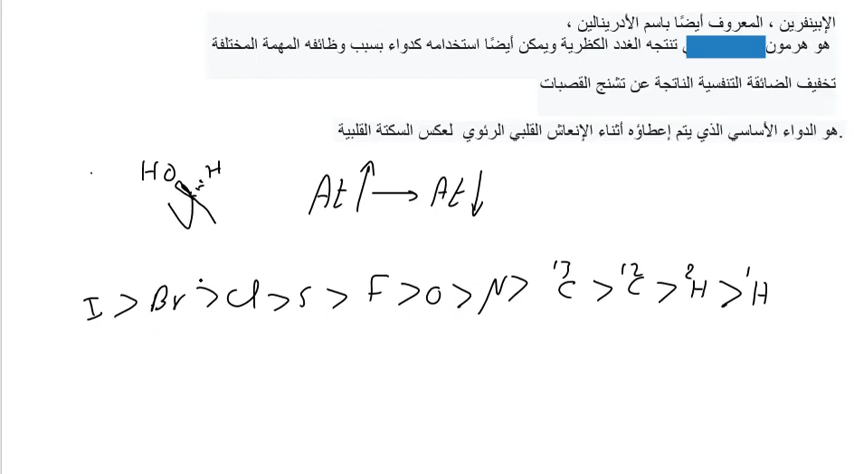 الإبينفرين ، المعروف أيضًا باسم الأدرينالين ،
هو هرمون تنتجه الغدد الكظرية ويمكن أيضًا استخدامه كدواء بسبب وظائفه المهمة المختلفة
تخفيف الضائقة التنفسية الناتجة عن تشنج القصبات
هو الدواء الأساسي الذي يتم إعطاؤه أثناء الإنعاش القلبي الرئوي لعكس السكتة القلبية.
HO H
At↑ → At↓
I > Br > Cl > S > F > O > N > ¹³C > ¹²C > ²H > ¹H